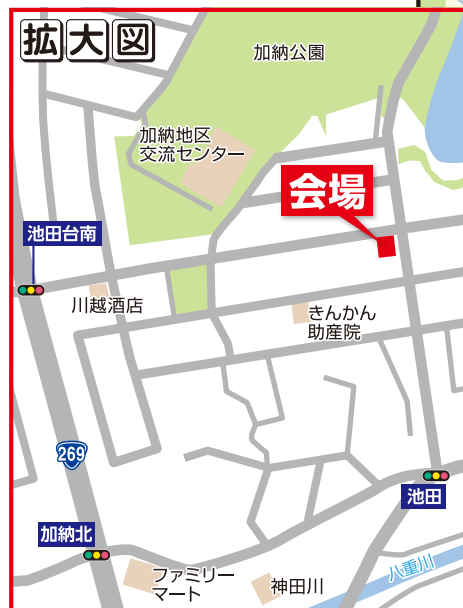 拡大図
加納公園
加納地区
交流センター
会場
池田台南
川越酒店
きんかん
助産院
269
池田
加納北
ファミリー
マート
神田川
八重川